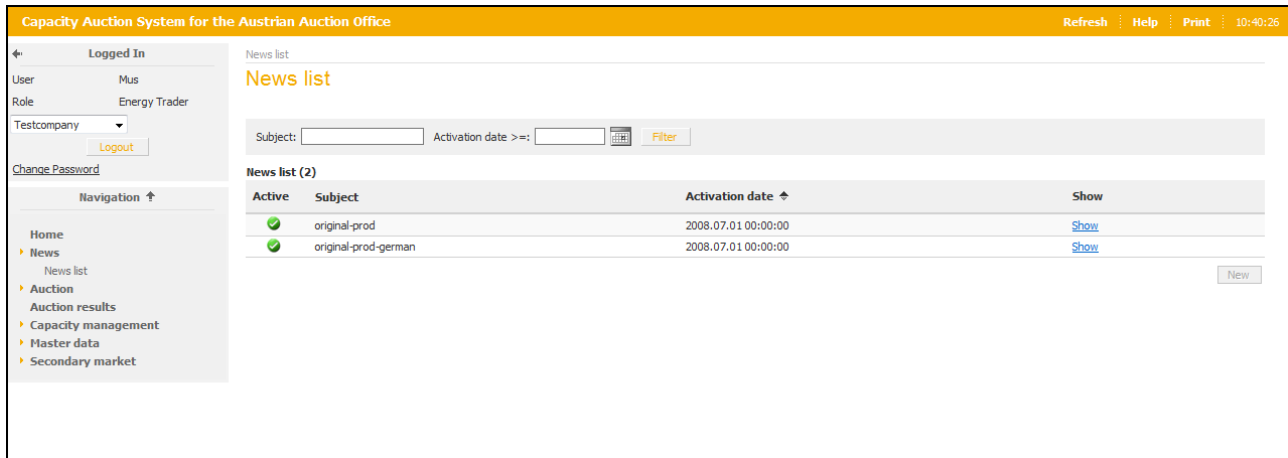 Capacity Auction System for the Austrian Auction Office Refresh Help Print 10:40:26
Logged In
User Mus
Role Energy Trader
Testcompany
Logout
Change Password
Navigation
Home
News
News list
Auction
Auction results
Capacity management
Master data
Secondary market
News list
News list
Subject: Activation date >=: Filter
News list (2)
Active Subject Activation date Show
original-prod 2008.07.01 00:00:00 Show
original-prod-german 2008.07.01 00:00:00 Show
New